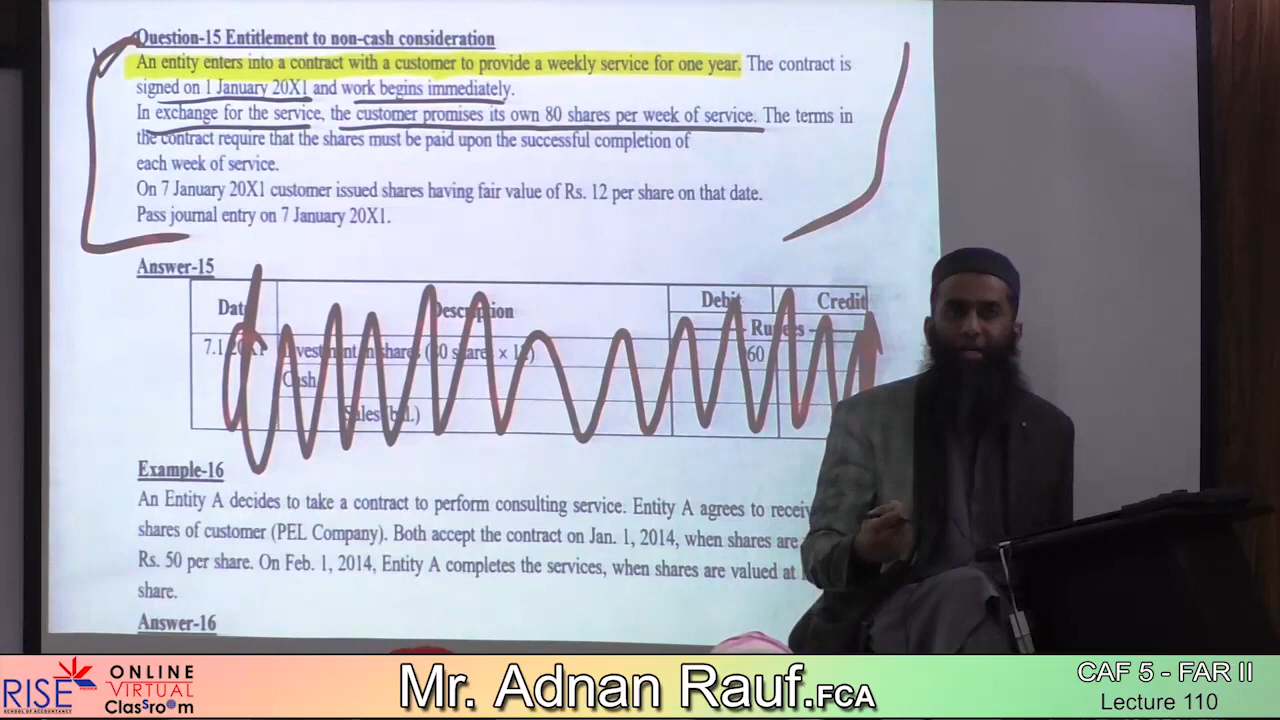 Question-15 Entitlement to non-cash consideration
An entity enters into a contract with a customer to provide a weekly service for one year. The contract is
signed on 1 January 20X1 and work begins immediately.
In exchange for the service, the customer promises its own 80 shares per week of service. The terms in
the contract require that the shares must be paid upon the successful completion of
each week of service.
On 7 January 20X1 customer issued shares having fair value of Rs. 12 per share on that date.
Pass journal entry on 7 January 20X1.
Answer-15
Date Description Debit Credit
Rupees
Investment in shares
Cash
Sales
Example-16
An Entity A decides to take a contract to perform consulting service. Entity A agrees to
shares of customer (PEL Company). Both accept the contract on Jan. 1, 2014, when shares are
Rs. 50 per share. On Feb. 1, 2014, Entity A completes the services, when shares are valued at
share.
Answer-16
RISE
SCHOOL OF ACCOUNTANCY
ONLINE
VIRTUAL
Classroom
Mr. Adnan Rauf.FCA
CAF 5 - FAR II
Lecture 110